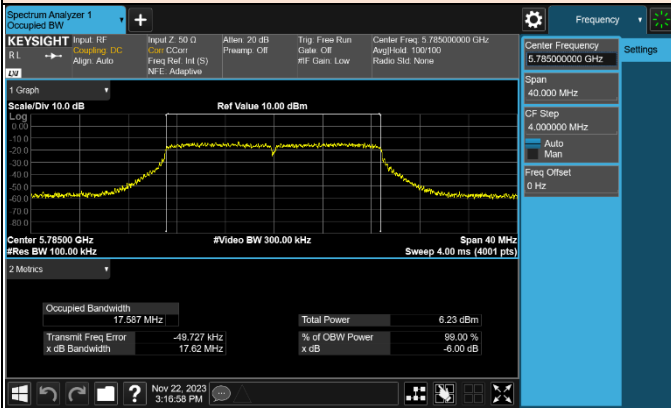 Spectrum Analyzer 1
Occupied BW
+
Frequency
KEYSIGHT
RL
LXI
Input: RF
Coupling: DC
Align: Auto
Input Z: 50 Ω
Corr CCorr
Freq Ref: Int (S)
NFE: Adaptive
Atten: 20 dB
Preamp: Off
Trig: Free Run
Gate: Off
#IF Gain: Low
Center Freq: 5.785000000 GHz
Avg|Hold: 100/100
Radio Std: None
Center Frequency
5.785000000 GHz
Settings
Span
40.000 MHz
CF Step
4.000000 MHz
Auto
Man
Freq Offset
0 Hz
1 Graph
Scale/Div 10.0 dB
Ref Value 10.00 dBm
Log
0.00
-10.0
-20.0
-30.0
-40.0
-50.0
-60.0
-70.0
-80.0
Center 5.78500 GHz
#Video BW 300.00 kHz
Span 40 MHz
#Res BW 100.00 kHz
Sweep 4.00 ms (4001 pts)
2 Metrics
Occupied Bandwidth
17.587 MHz
Total Power 6.23 dBm
Transmit Freq Error -49.727 kHz
% of OBW Power 99.00 %
x dB Bandwidth 17.62 MHz
x dB -6.00 dB
?
Nov 22, 2023
3:16:58 PM